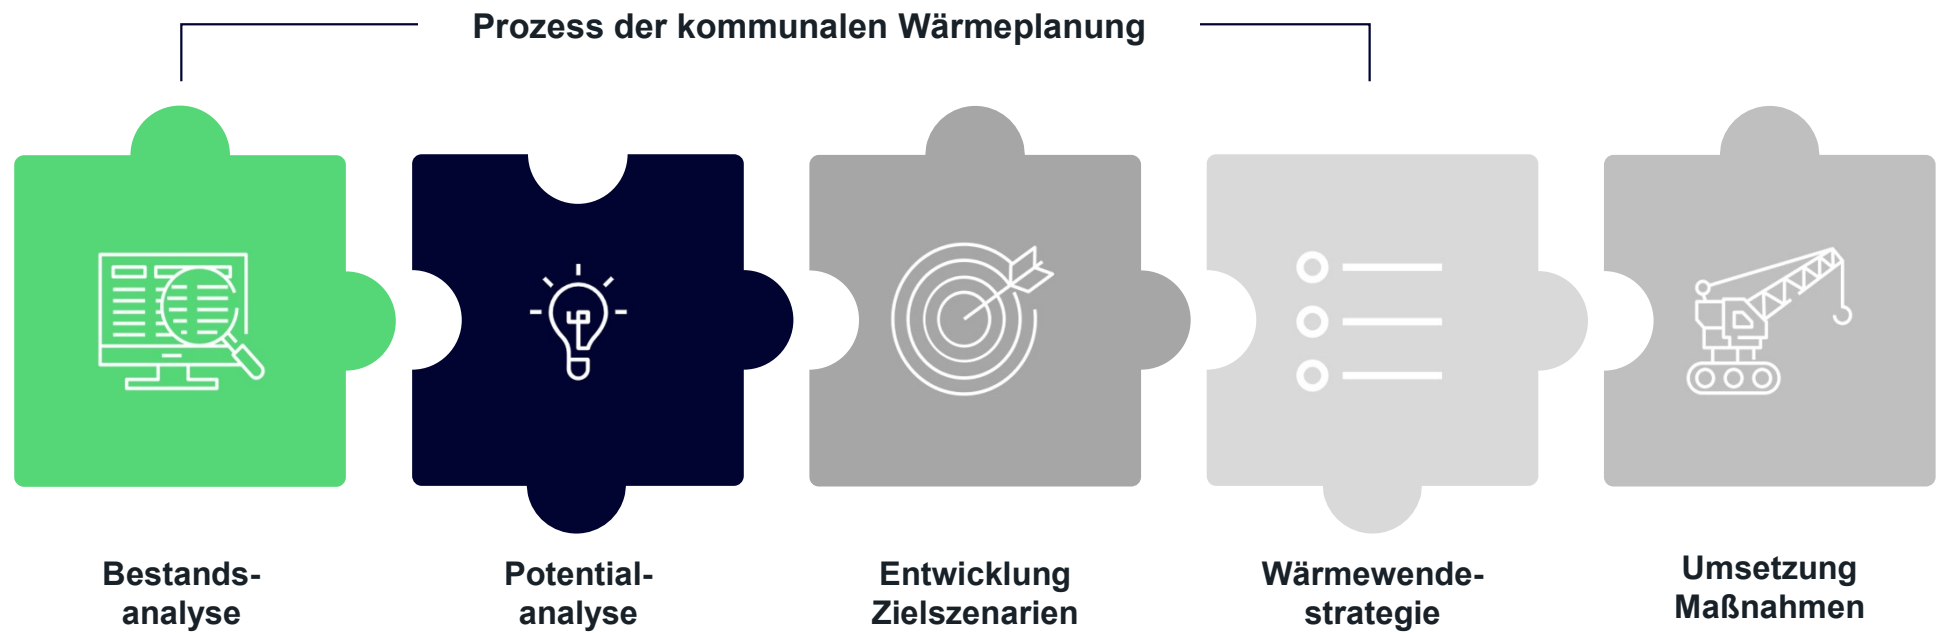 Prozess der kommunalen Wärmeplanung
Bestands-
analyse
Potential-
analyse
Entwicklung
Zielszenarien
Wärmewende-
strategie
Umsetzung
Maßnahmen